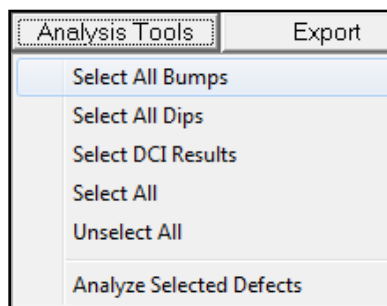 Analysis Tools Export
Select All Bumps
Select All Dips
Select DCI Results
Select All
Unselect All
Analyze Selected Defects